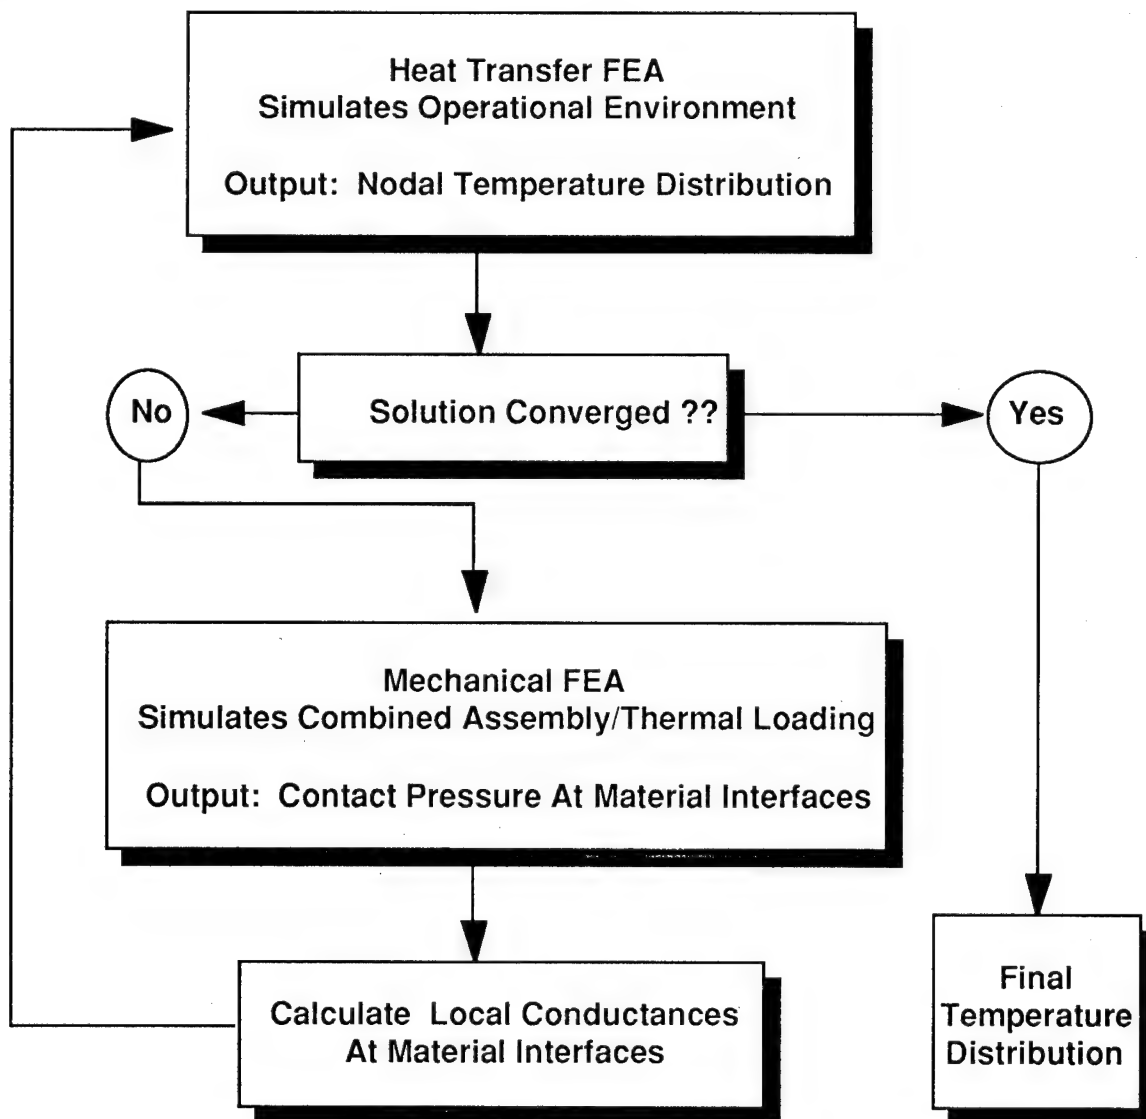 Heat Transfer FEA
Simulates Operational Environment
Output: Nodal Temperature Distribution
No
Solution Converged ??
Yes
Mechanical FEA
Simulates Combined Assembly/Thermal Loading
Output: Contact Pressure At Material Interfaces
Calculate Local Conductances
At Material Interfaces
Final
Temperature
Distribution